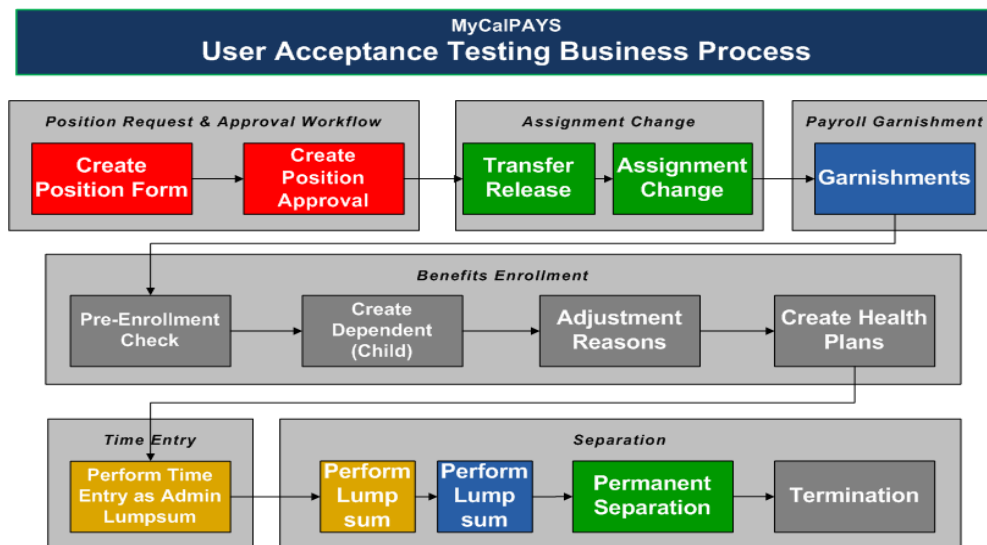 MyCalPAYS
User Acceptance Testing Business Process
Position Request & Approval Workflow
Create
Position Form
Create
Position
Approval
Assignment Change
Transfer
Release
Assignment
Change
Payroll Garnishment
Garnishments
Benefits Enrollment
Pre-Enrollment
Check
Create
Dependent
(Child)
Adjustment
Reasons
Create Health
Plans
Time Entry
Perform Time
Entry as Admin
Lumpsum
Separation
Perform
Lump
sum
Perform
Lump
sum
Permanent
Separation
Termination